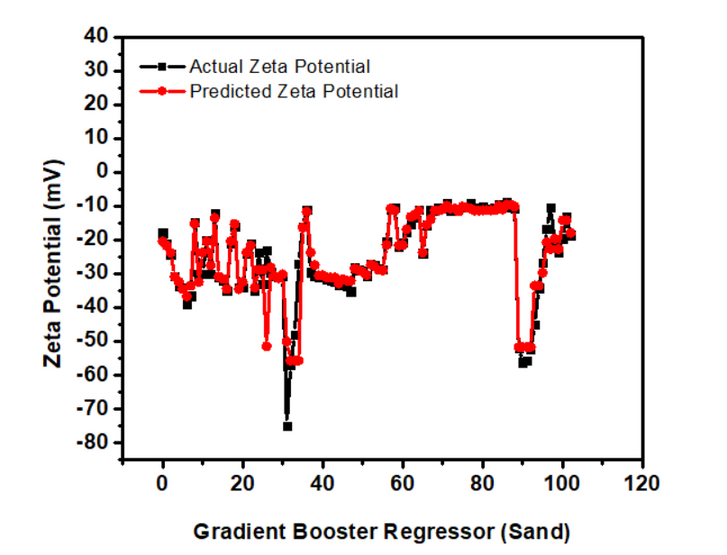 40
30
20
10
0
-10
-20
-30
-40
-50
-60
-70
-80
Zeta Potential (mV)
Actual Zeta Potential
Predicted Zeta Potential
0 20 40 60 80 100 120
Gradient Booster Regressor (Sand)